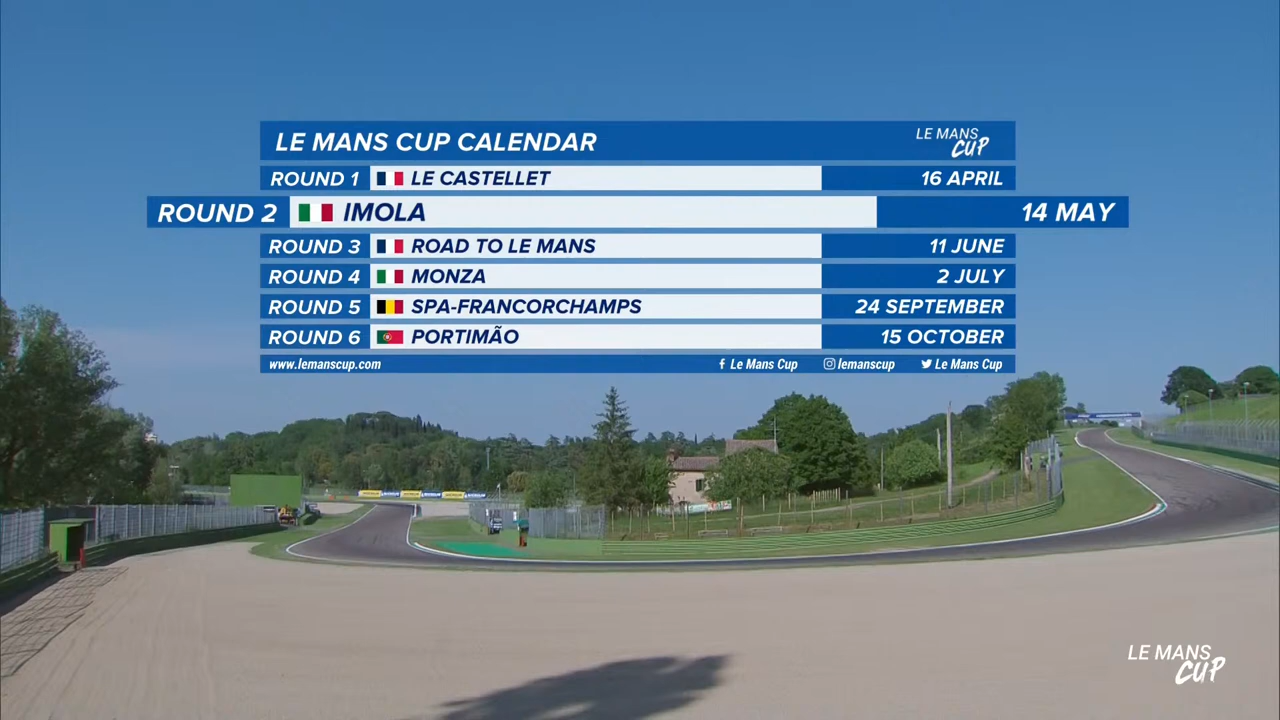 LE MANS CUP CALENDAR LE MANS CUP
ROUND 1 LE CASTELLET 16 APRIL
ROUND 2 IMOLA 14 MAY
ROUND 3 ROAD TO LE MANS 11 JUNE
ROUND 4 MONZA 2 JULY
ROUND 5 SPA-FRANCORCHAMPS 24 SEPTEMBER
ROUND 6 PORTIMÃO 15 OCTOBER
www.lemanscup.com Le Mans Cup lemanscup Le Mans Cup
LE MANS
CUP